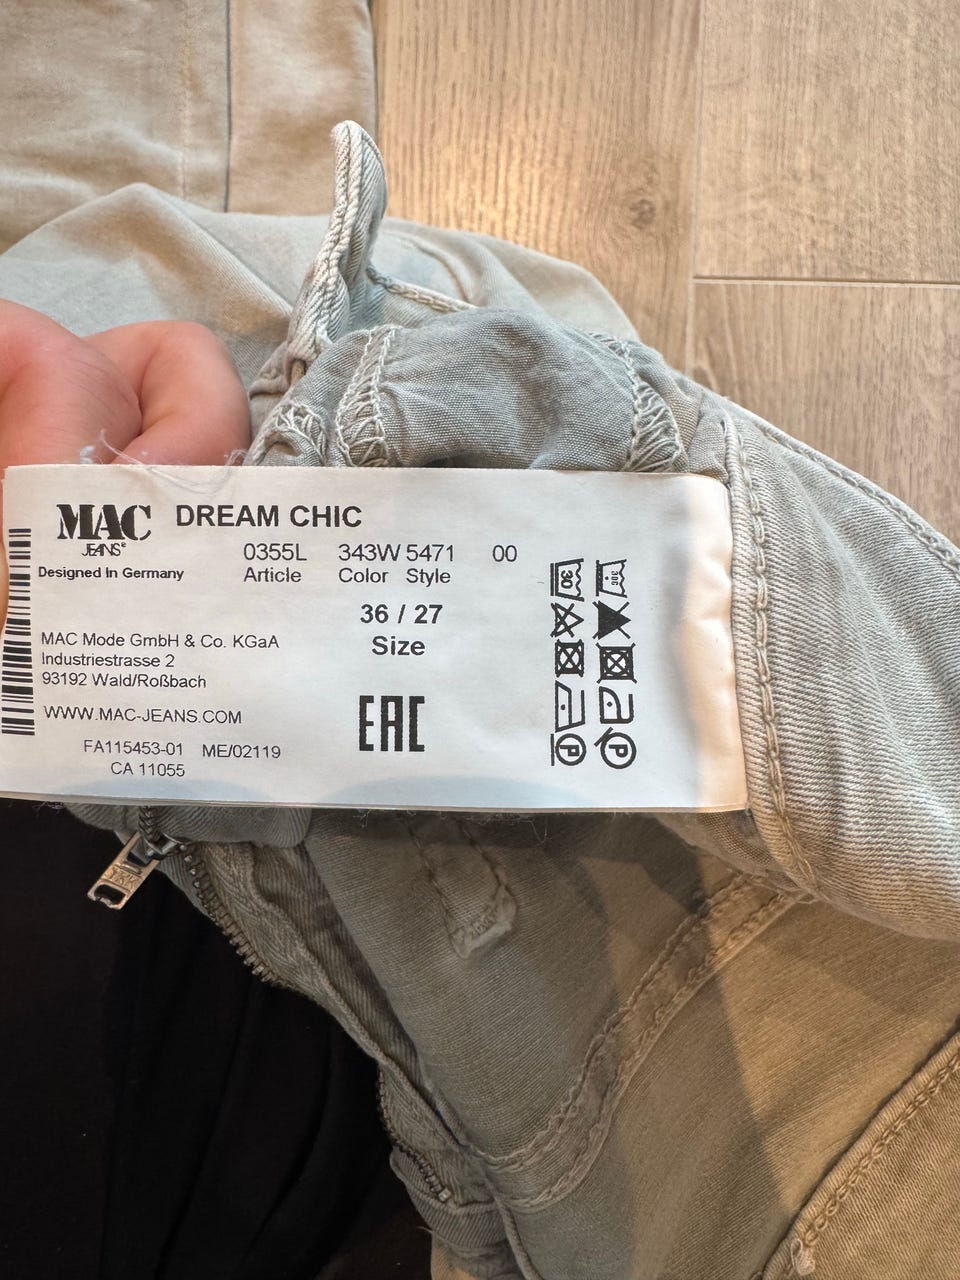 MAC DREAM CHIC
JEANS®
Designed In Germany
0355L 343W 5471 00
Article Color Style
36 / 27
Size
MAC Mode GmbH & Co. KGaA
Industriestrasse 2
93192 Wald/Roßbach
WWW.MAC-JEANS.COM
FA115453-01 ME/02119
CA 11055
EAC
30 30C
P P
YKK